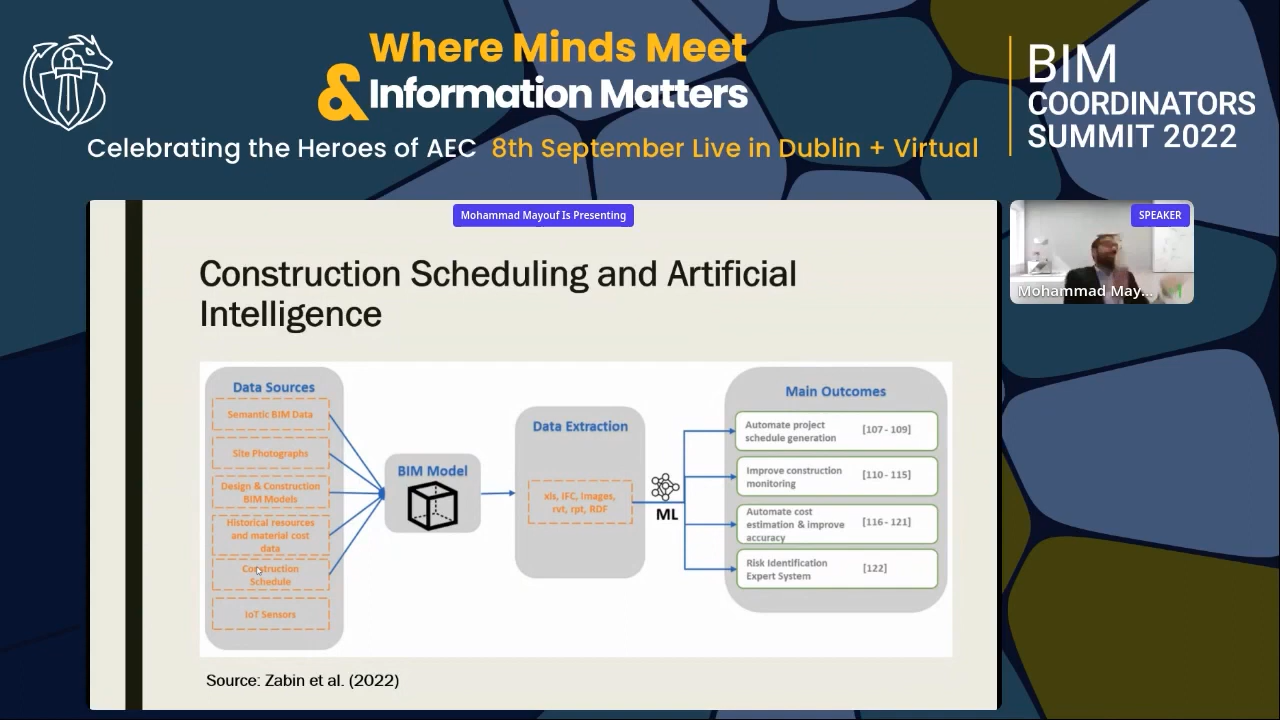 Where Minds Meet
& Information Matters
Celebrating the Heroes of AEC 8th September Live in Dublin + Virtual
BIM
COORDINATORS
SUMMIT 2022
Mohammad Mayouf Is Presenting
SPEAKER
Mohammad May...
Construction Scheduling and Artificial
Intelligence
Data Sources
Semantic BIM Data
Site Photographs
Design & Construction
BIM Models
Historical resources
and material cost
data
Construction
Schedule
IoT Sensors
BIM Model
Data Extraction
xls, IFC, Images,
rvt, rpt, RDF
ML
Main Outcomes
Automate project
schedule generation
[107 - 109]
Improve construction
monitoring
[110 - 115]
Automate cost
estimation & improve
accuracy
[116 - 121]
Risk Identification
Expert System
[122]
Source: Zabin et al. (2022)